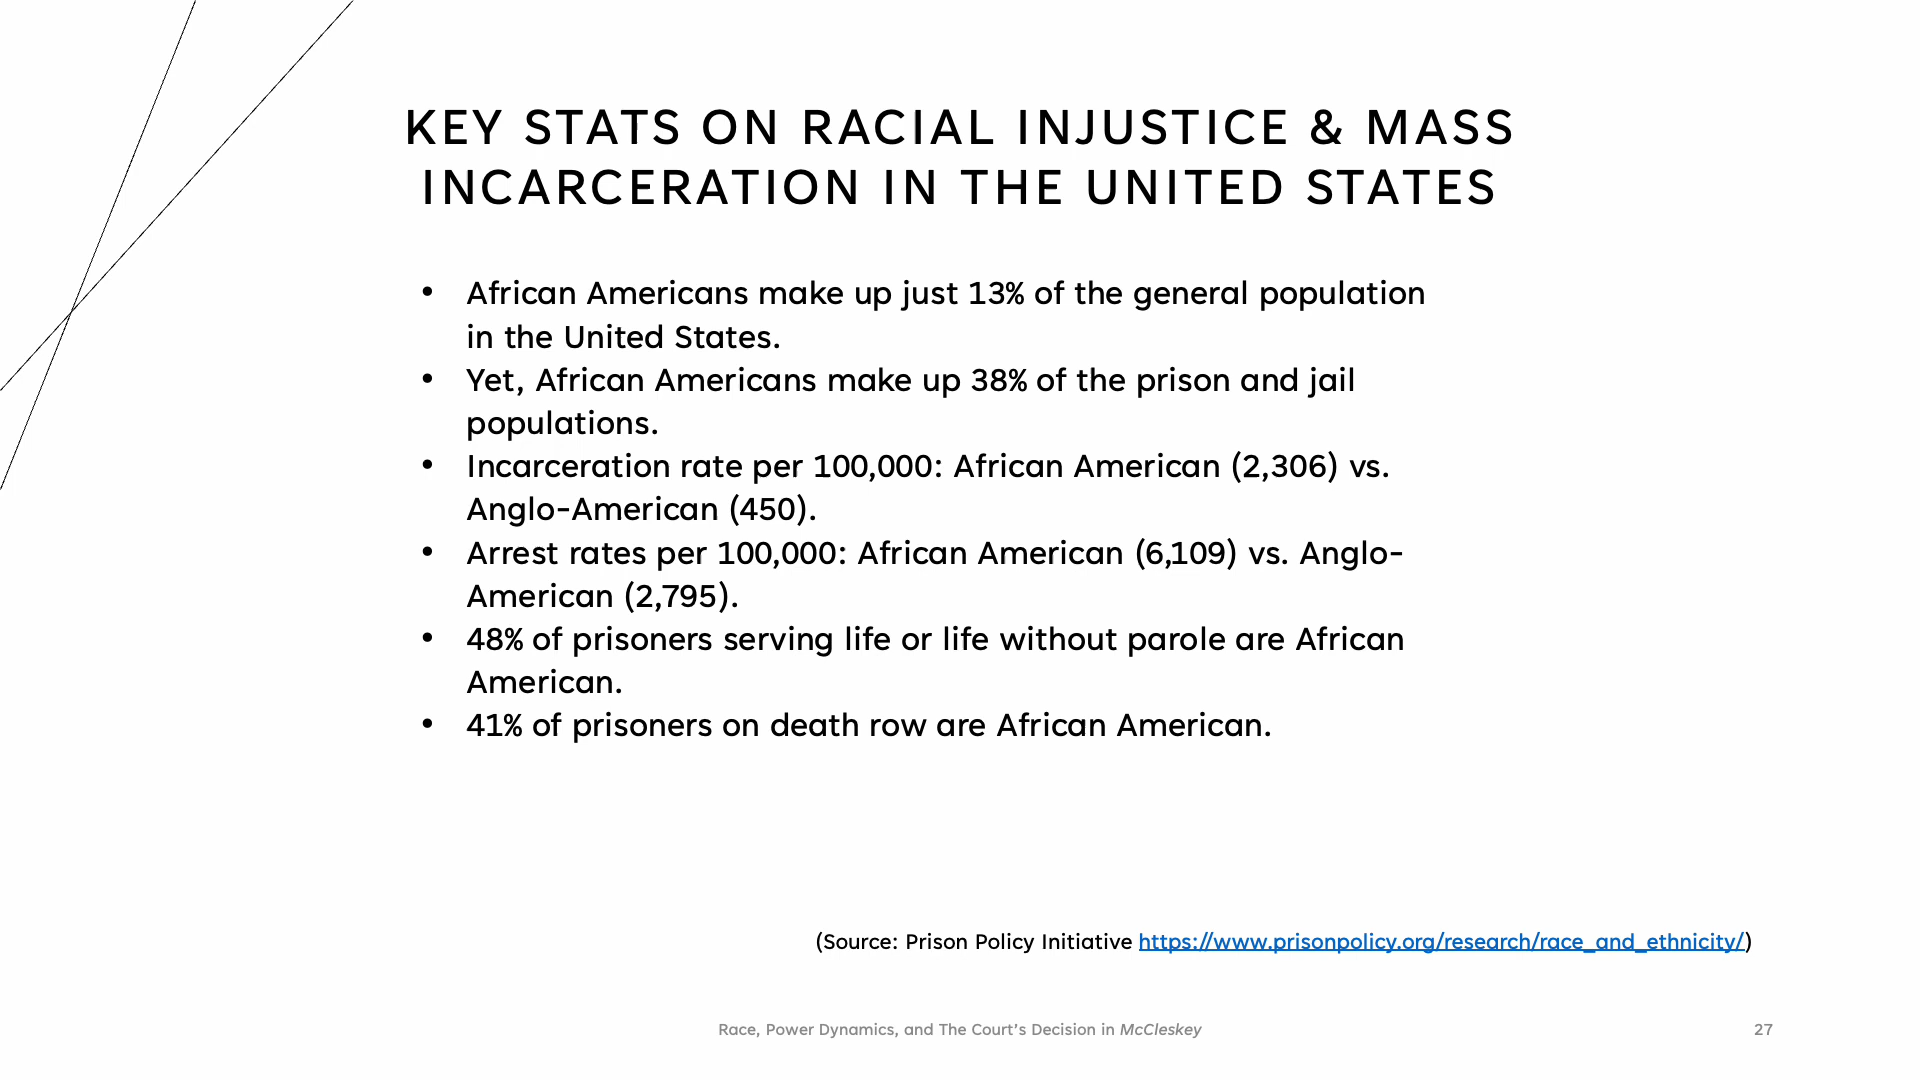 KEY STATS ON RACIAL INJUSTICE & MASS
INCARCERATION IN THE UNITED STATES
• African Americans make up just 13% of the general population
in the United States.
• Yet, African Americans make up 38% of the prison and jail
populations.
• Incarceration rate per 100,000: African American (2,306) vs.
Anglo-American (450).
• Arrest rates per 100,000: African American (6,109) vs. Anglo-
American (2,795).
• 48% of prisoners serving life or life without parole are African
American.
• 41% of prisoners on death row are African American.
(Source: Prison Policy Initiative https://www.prisonpolicy.org/research/race_and_ethnicity/)
Race, Power Dynamics, and The Court's Decision in McCleskey
27